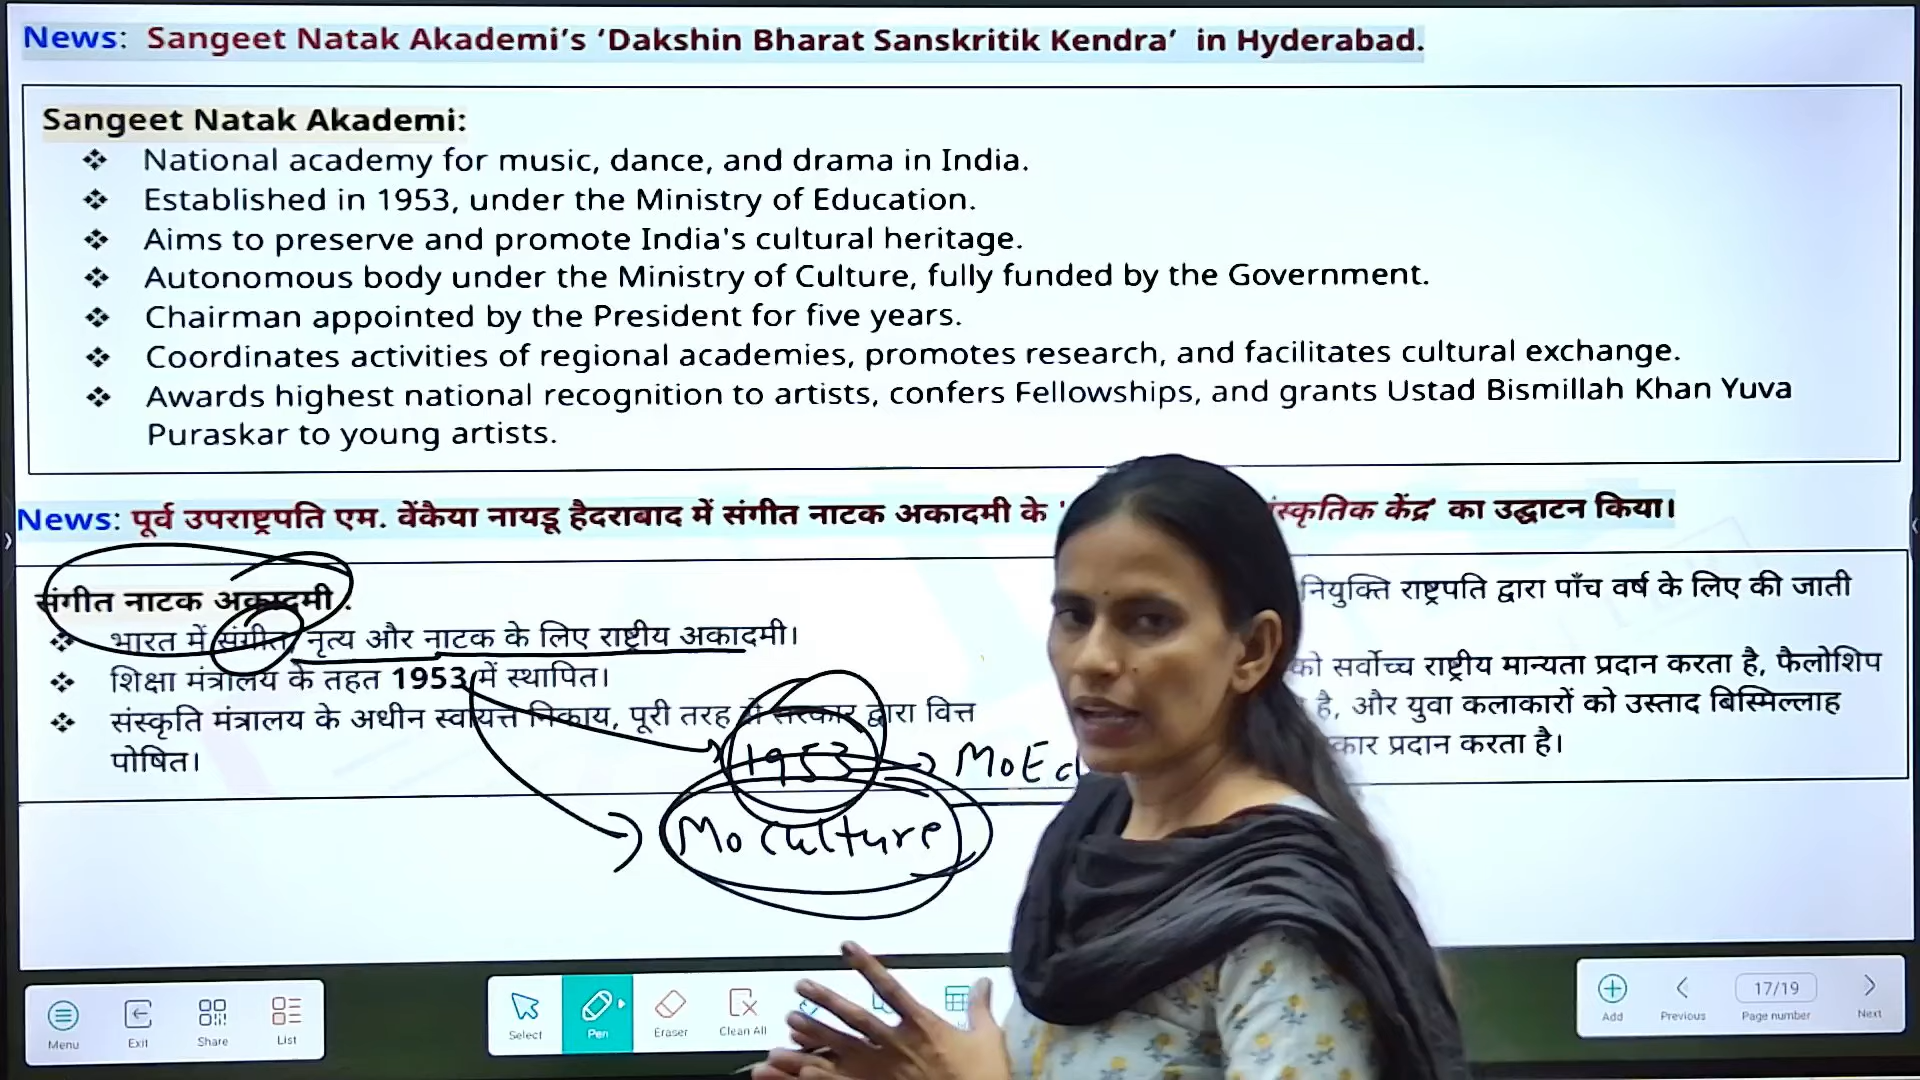 News: Sangeet Natak Akademi’s ‘Dakshin Bharat Sanskritik Kendra’ in Hyderabad.
Sangeet Natak Akademi:
❖ National academy for music, dance, and drama in India.
❖ Established in 1953, under the Ministry of Education.
❖ Aims to preserve and promote India's cultural heritage.
❖ Autonomous body under the Ministry of Culture, fully funded by the Government.
❖ Chairman appointed by the President for five years.
❖ Coordinates activities of regional academies, promotes research, and facilitates cultural exchange.
❖ Awards highest national recognition to artists, confers Fellowships, and grants Ustad Bismillah Khan Yuva
Puraskar to young artists.
News: पूर्व उपराष्ट्रपति एम. वेंकैया नायडू हैदराबाद में संगीत नाटक अकादमी के ' केंद्र' का उद्घाटन किया।
संगीत नाटक अकादमी :
❖ भारत में संगीत, नृत्य और नाटक के लिए राष्ट्रीय अकादमी।
❖ शिक्षा मंत्रालय के तहत 1953 में स्थापित।
❖ संस्कृति मंत्रालय के अधीन स्वायत्त निकाय, पूरी तरह से सरकार द्वारा वित्त
पोषित।
नियुक्ति राष्ट्रपति द्वारा पाँच वर्ष के लिए की जाती
को सर्वोच्च राष्ट्रीय मान्यता प्रदान करता है, फैलोशिप
है, और युवा कलाकारों को उस्ताद बिस्मिल्लाह
प्रदान करता है।
1953 → MoEd
Mo Culture
Menu Exit Share List
Select Pen Eraser Clean All
Add Previous 17/19 Page number Next